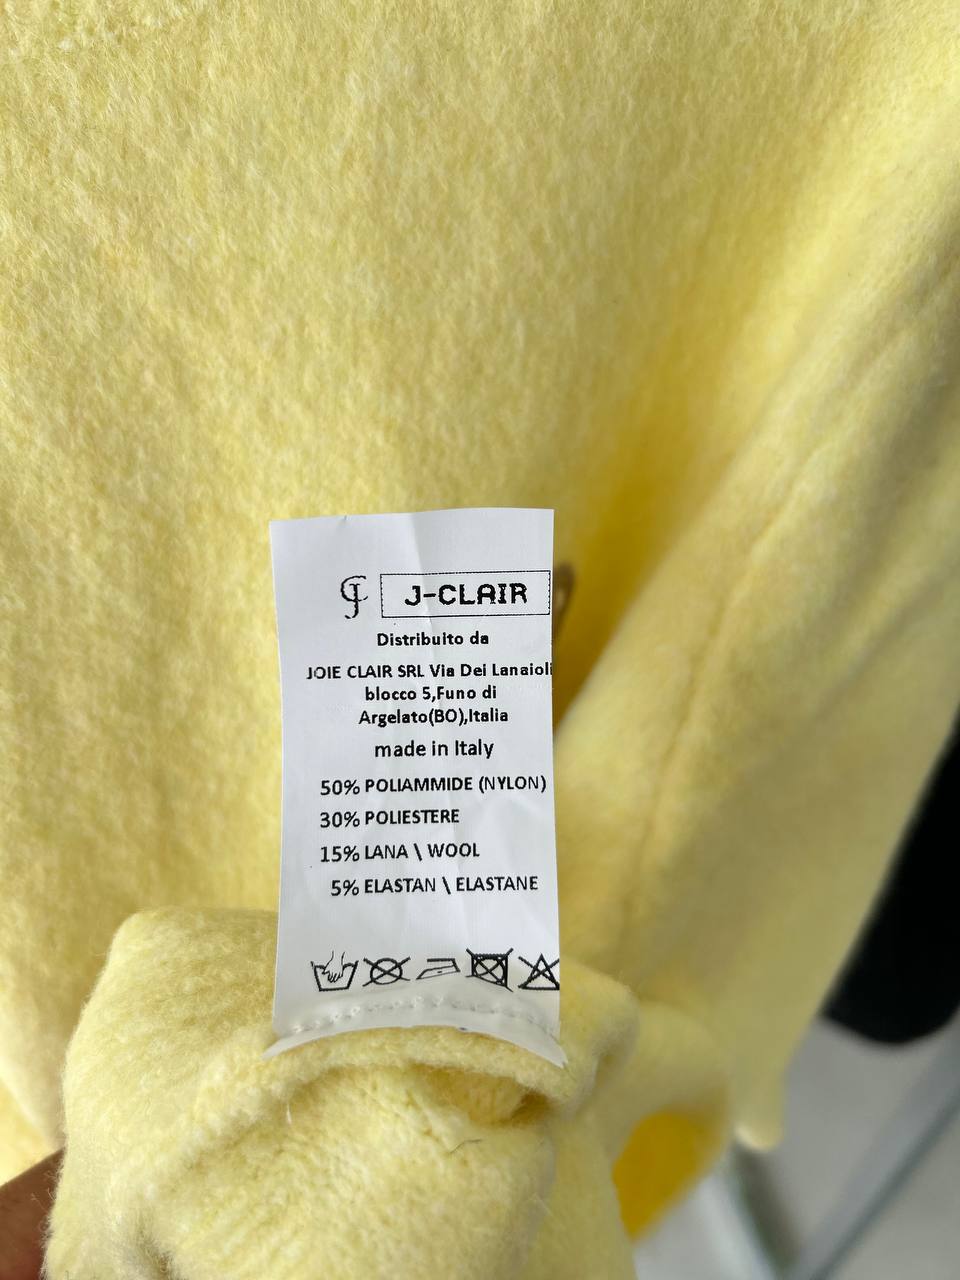 J-CLAIR
Distribuito da
JOIE CLAIR SRL Via Dei Lanaioli
blocco 5,Funo di
Argelato(BO),Italia
made in Italy
50% POLIAMMIDE (NYLON)
30% POLIESTERE
15% LANA \ WOOL
5% ELASTAN \ ELASTANE